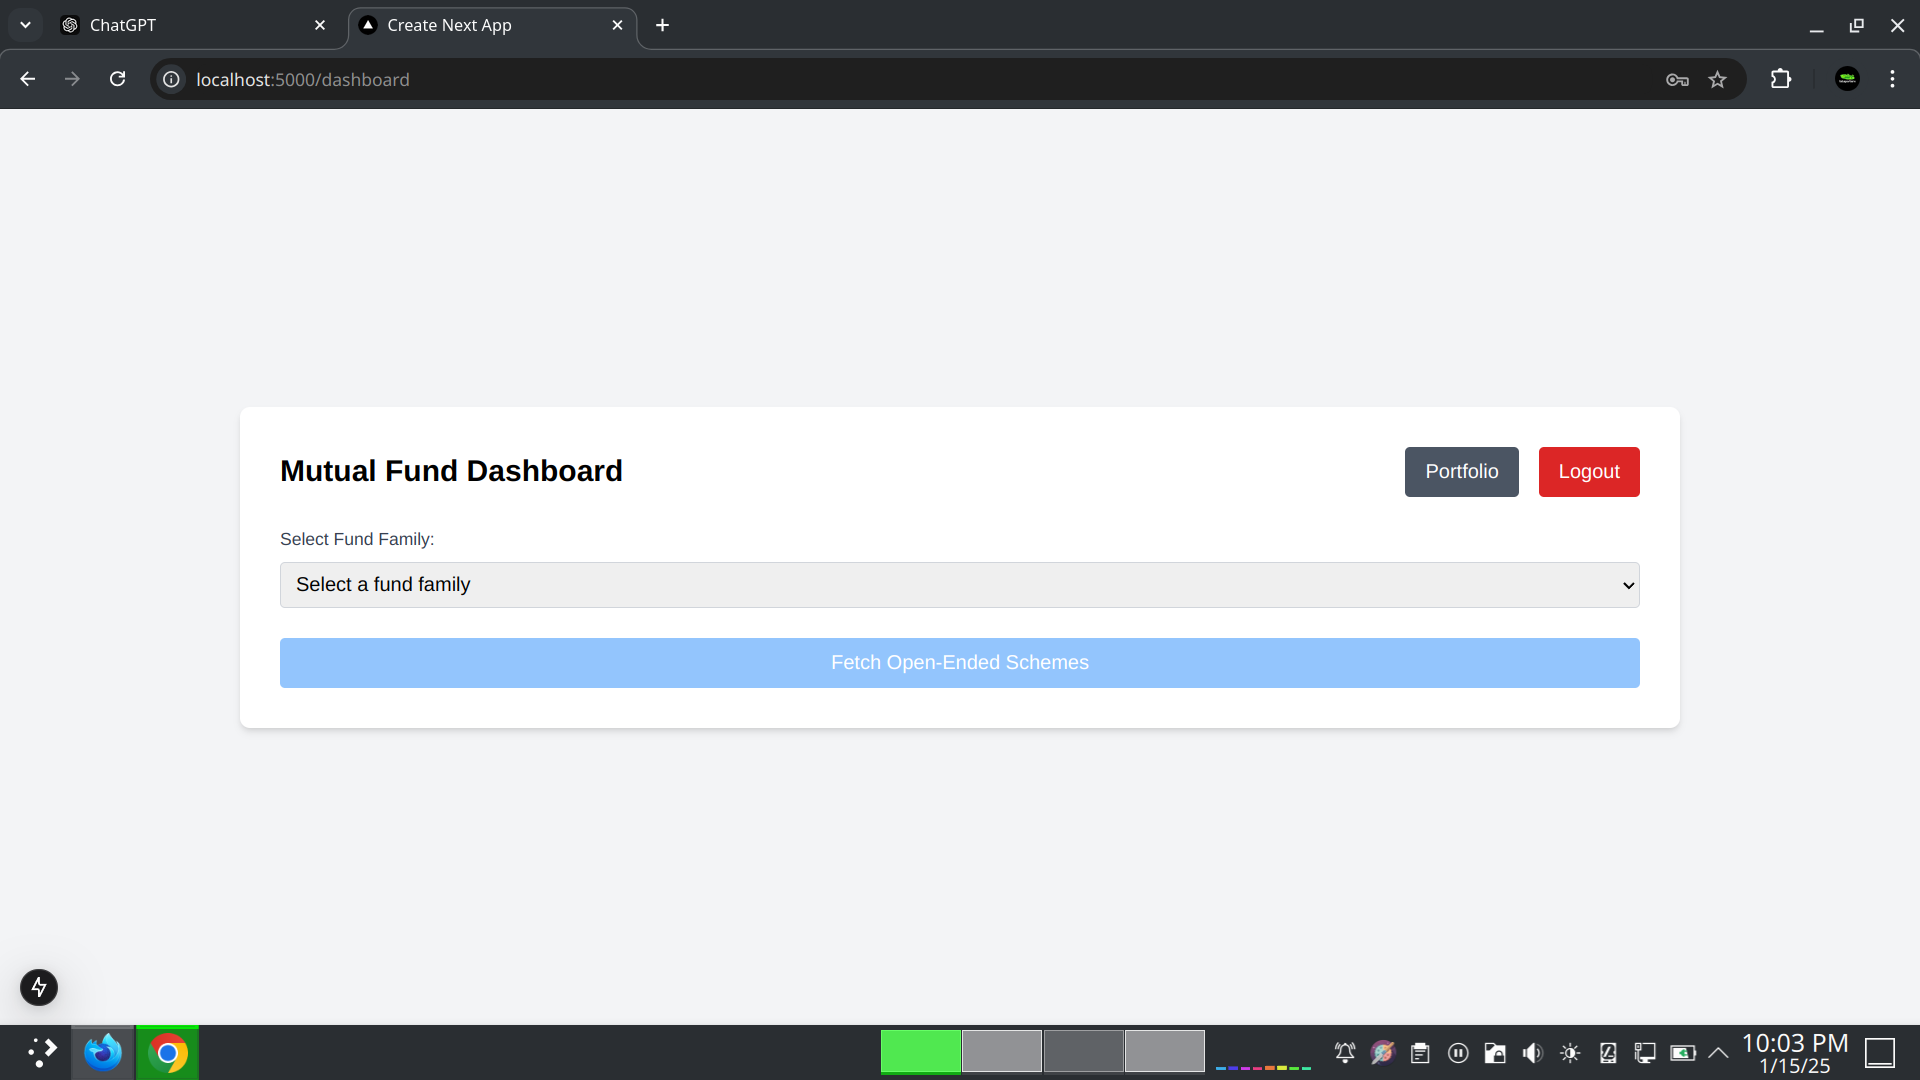 ChatGPT
Create Next App
localhost:5000/dashboard
Mutual Fund Dashboard
Portfolio
Logout
Select Fund Family:
Select a fund family
Fetch Open-Ended Schemes
10:03 PM
1/15/25